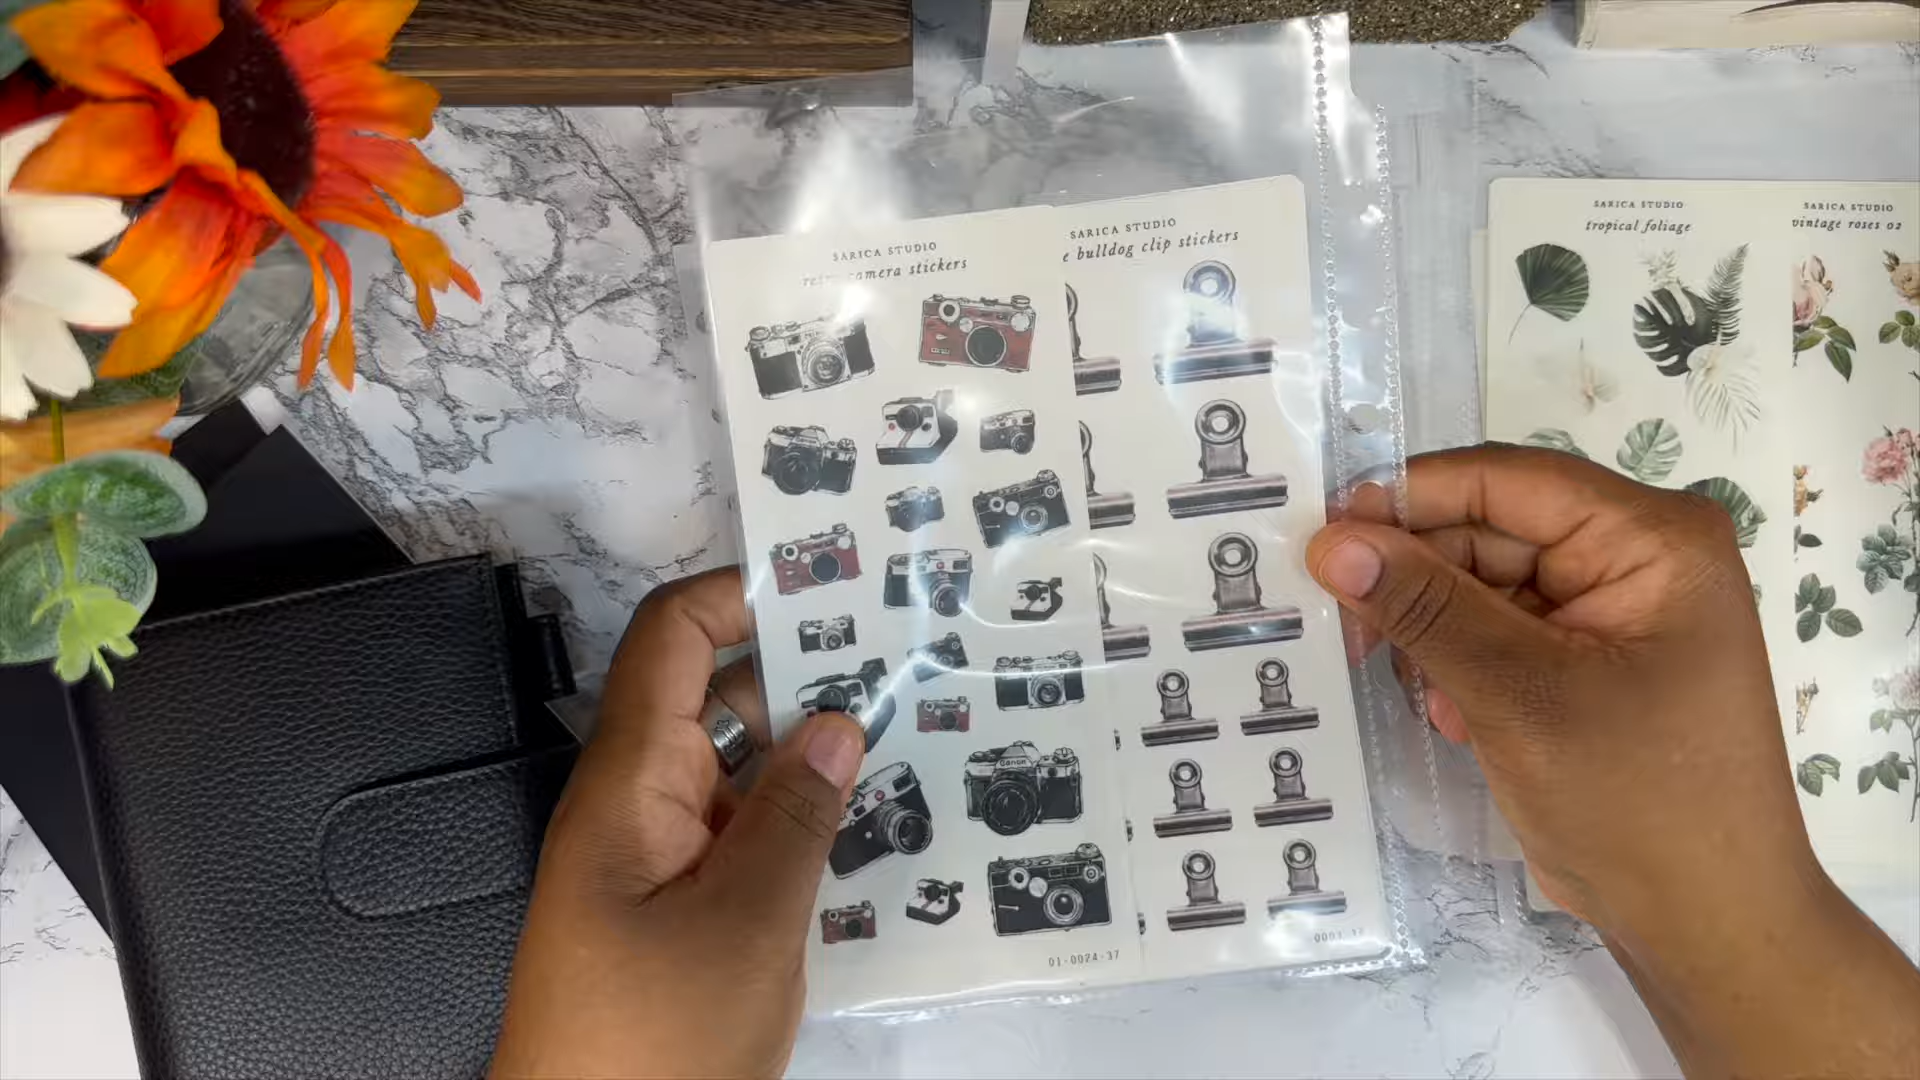 SARICA STUDIO
camera stickers
SARICA STUDIO
e bulldog clip stickers
Canon
01-0024-37
SARICA STUDIO
tropical foliage
SARICA STUDIO
vintage roses 02